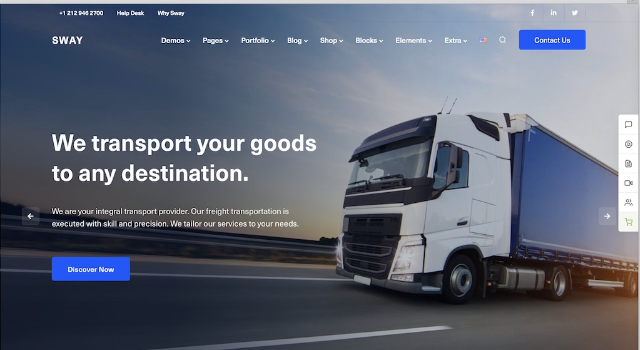 +1 212 946 2700 Help Desk Why Sway
SWAY Demos Pages Portfolio Blog Shop Blocks Elements Extra Contact Us
We transport your goods
to any destination.
We are your integral transport provider. Our freight transportation is
executed with skill and precision. We tailor our services to your needs.
Discover Now